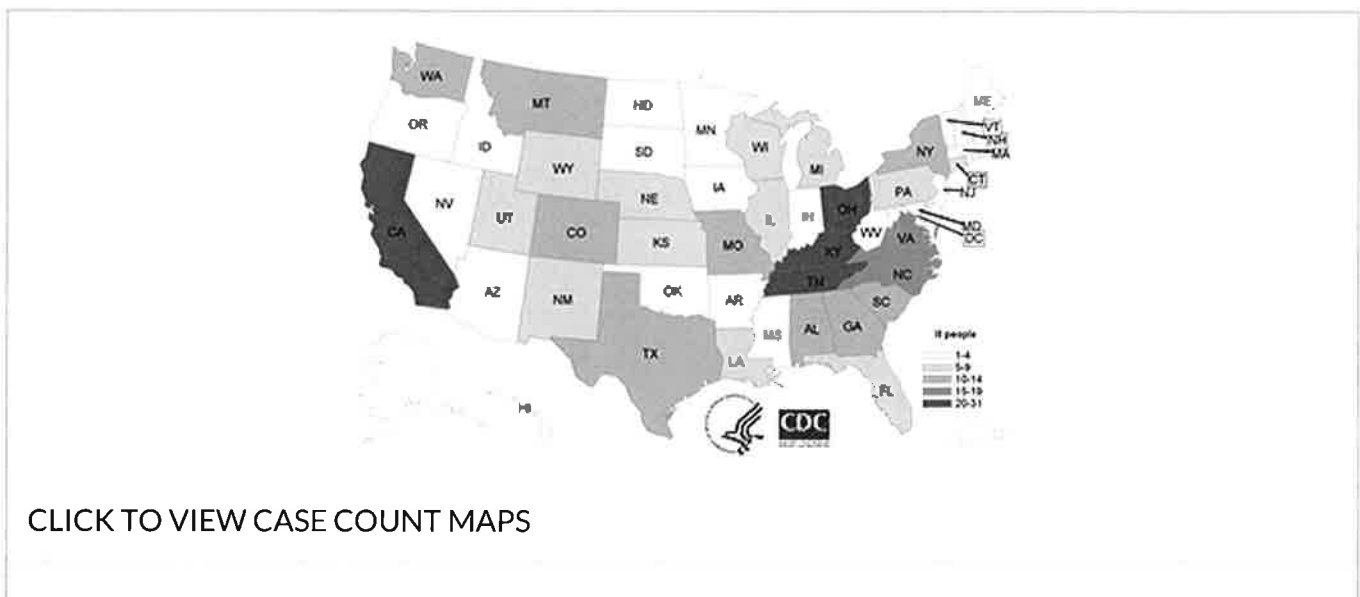 WA
MT
ND
ME
OR
ID
MN
VT
NH
SD
WI
NY
MA
WY
MI
CT
IA
PA
NJ
NE
NV
OH
UT
IL
IN
MD
CA
CO
WV
DC
KS
MO
VA
KY
NC
TN
AZ
OK
NM
AR
SC
MS
AL
GA
TX
LA
FL
HI
Ill people
1-4
5-9
10-14
15-19
20-31
CDC
CLICK TO VIEW CASE COUNT MAPS